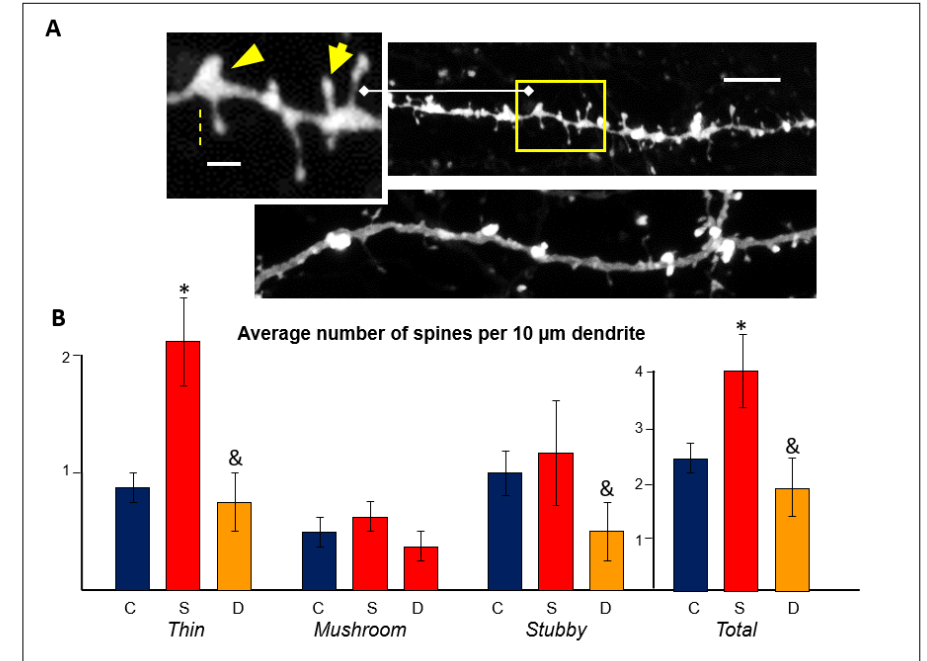 A
B
Average number of spines per 10 µm dendrite
*
&
&
*
&
2
1
4
3
2
1
C S D C S D C S D C S D
Thin Mushroom Stubby Total